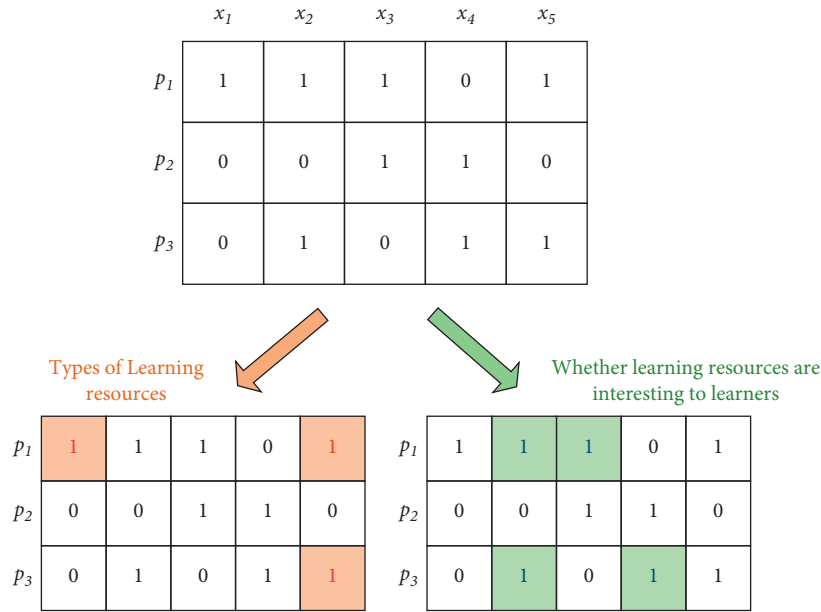 x1 x2 x3 x4 x5
p1 1 1 1 0 1
p2 0 0 1 1 0
p3 0 1 0 1 1
Types of Learning
resources
Whether learning resources are
interesting to learners
p1 1 1 1 0 1
p2 0 0 1 1 0
p3 0 1 0 1 1
p1 1 1 1 0 1
p2 0 0 1 1 0
p3 0 1 0 1 1